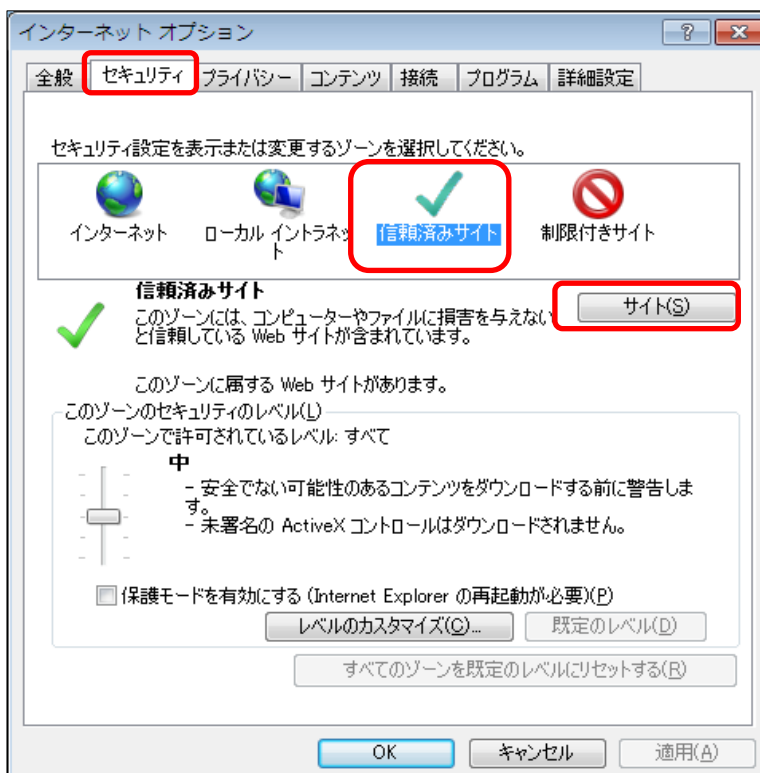 インターネット オプション
全般 セキュリティ プライバシー コンテンツ 接続 プログラム 詳細設定
セキュリティ設定を表示または変更するゾーンを選択してください。
インターネット ローカル イントラネッ 信頼済みサイト 制限付きサイト
ト
信頼済みサイト
サイト(S)
このゾーンには、コンピューターやファイルに損害を与えない
と信頼している Web サイトが含まれています。
このゾーンに属する Web サイトがあります。
このゾーンのセキュリティのレベル(L)
このゾーンで許可されているレベル: すべて
中
- 安全でない可能性のあるコンテンツをダウンロードする前に警告しま
す。
- 未署名の ActiveX コントロールはダウンロードされません。
保護モードを有効にする (Internet Explorer の再起動が必要)(P)
レベルのカスタマイズ(C)... 既定のレベル(D)
すべてのゾーンを既定のレベルにリセットする(R)
OK キャンセル 適用(A)